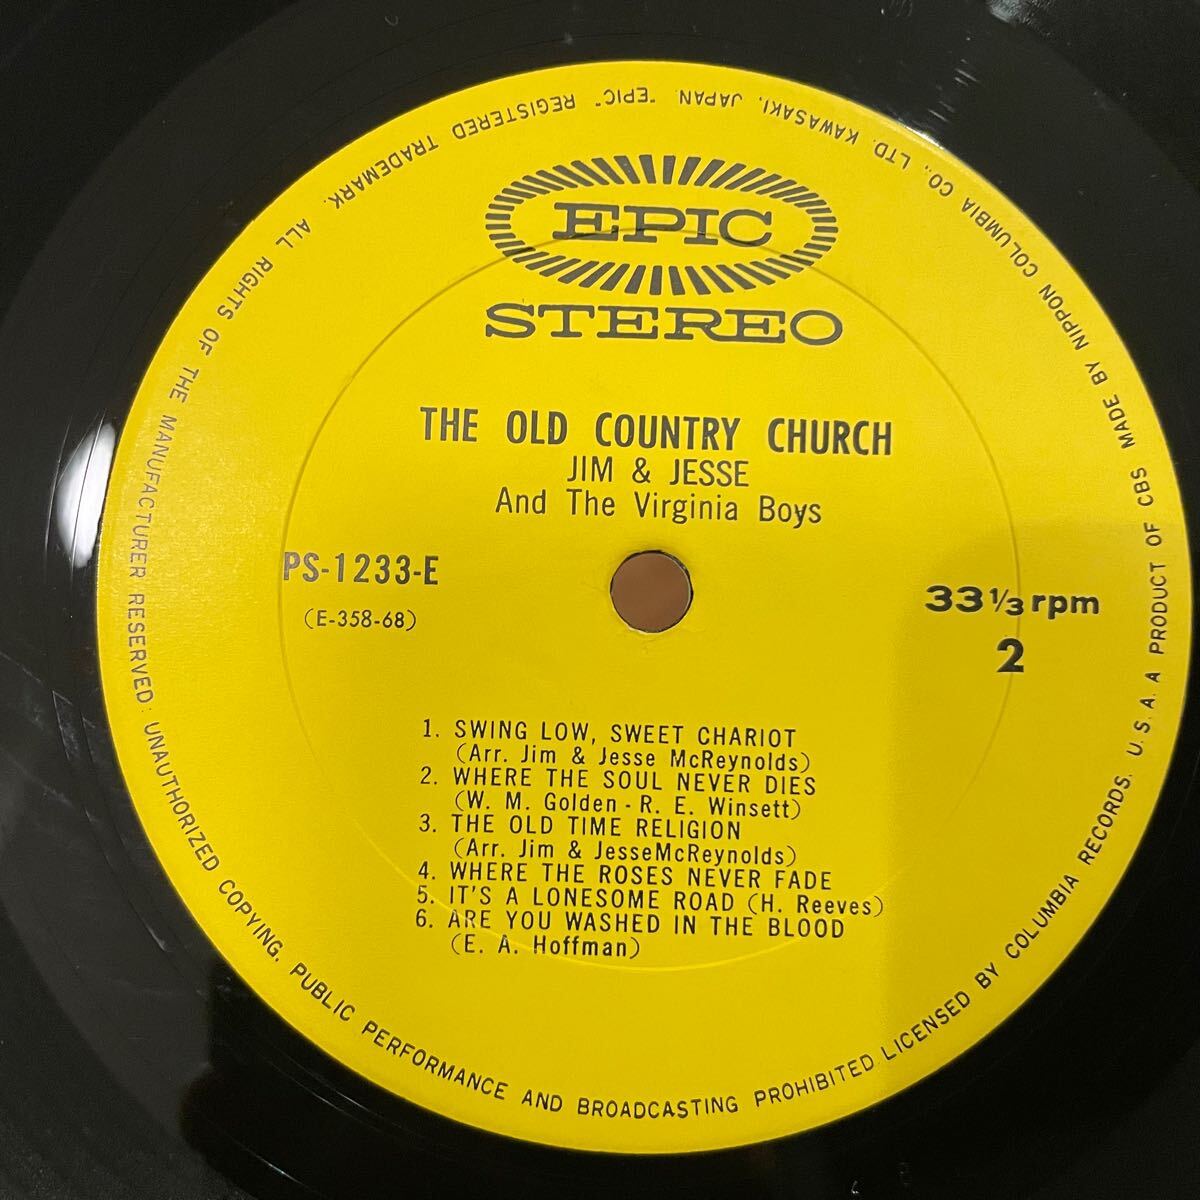 EPIC
STEREO
THE OLD COUNTRY CHURCH
JIM & JESSE
And The Virginia Boys
PS-1233-E
(E-358-68)
33 1/3 rpm
2
1. SWING LOW, SWEET CHARIOT
(Arr. Jim & Jesse McReynolds)
2. WHERE THE SOUL NEVER DIES
(W. M. Golden - R. E. Winsett)
3. THE OLD TIME RELIGION
(Arr. Jim & JesseMcReynolds)
4. WHERE THE ROSES NEVER FADE
5. IT'S A LONESOME ROAD (H. Reeves)
6. ARE YOU WASHED IN THE BLOOD
(E. A. Hoffman)
ALL RIGHTS OF THE MANUFACTURER RESERVED: UNAUTHORIZED COPYING, PUBLIC PERFORMANCE AND BROADCASTING PROHIBITED LICENSED BY COLUMBIA RECORDS. U. S. A. A PRODUCT OF CBS MADE BY NIPPON COLUMBIA CO., LTD. KAWASAKI, JAPAN. "EPIC" REGISTERED TRADEMARK.